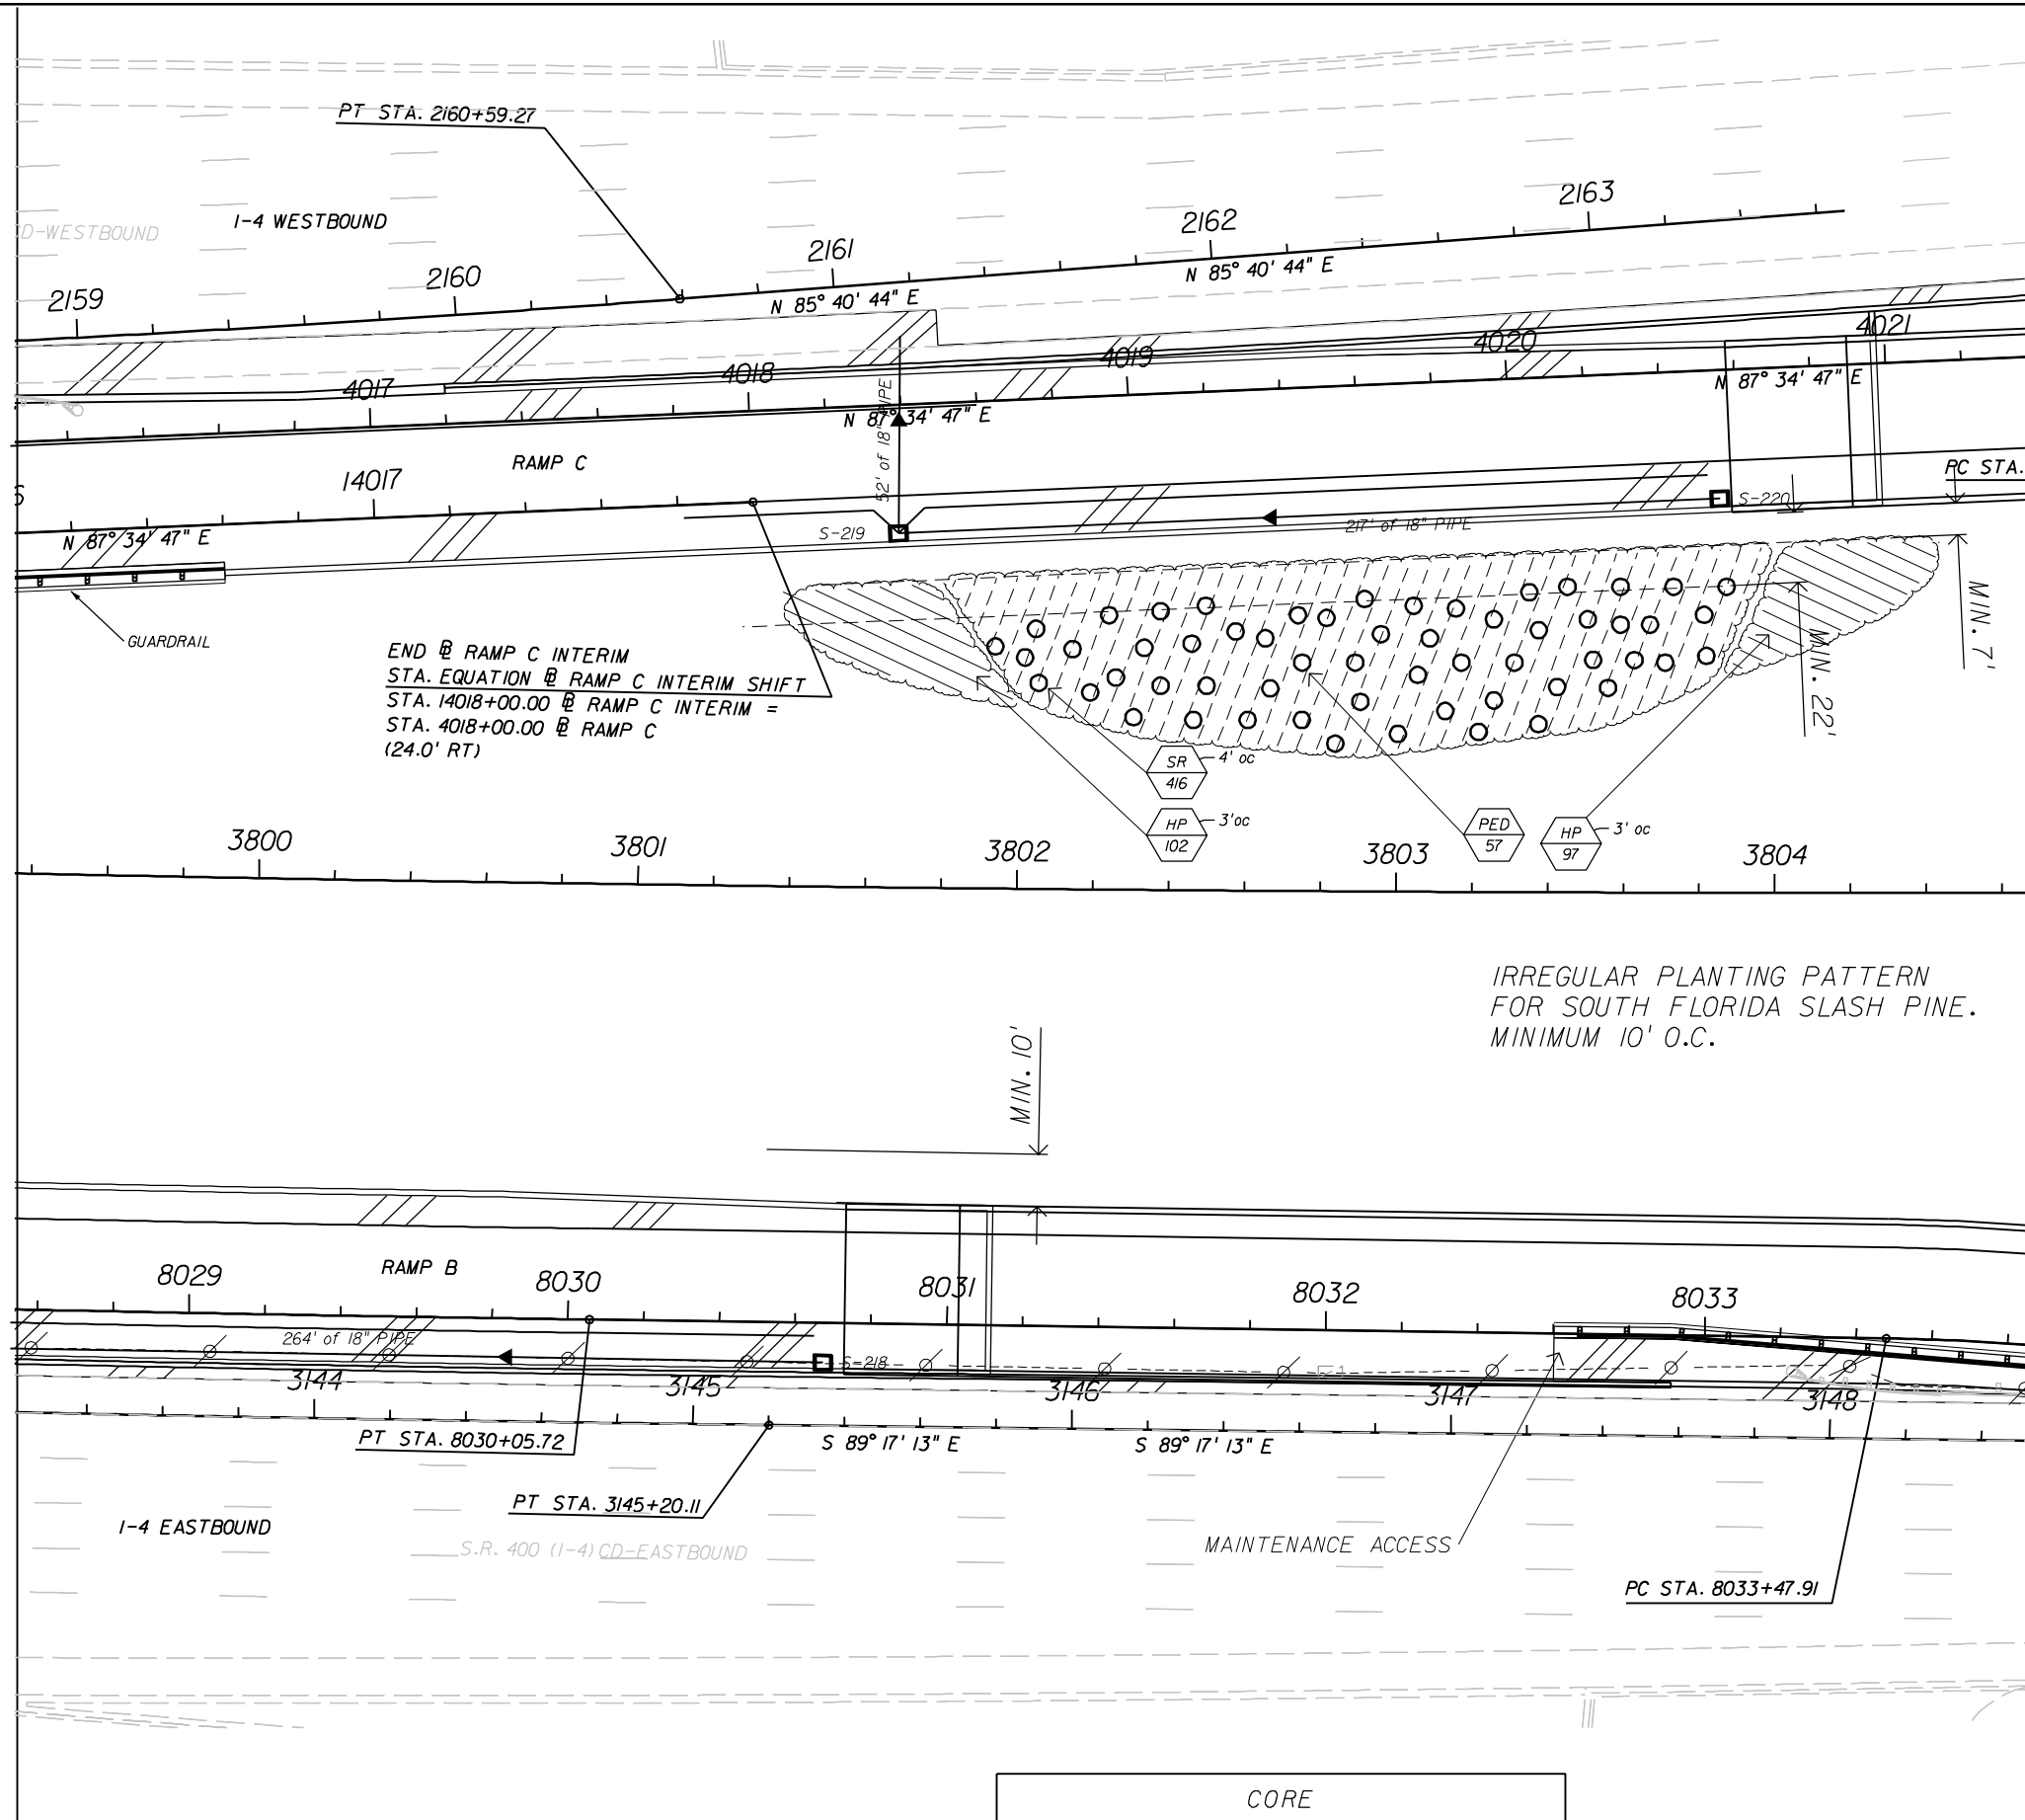 PT STA. 2160+59.27
D-WESTBOUND
I-4 WESTBOUND
2159
2160
2161
2162
2163
N 85° 40' 44" E
N 85° 40' 44" E
4017
4018
4019
4020
4021
N 87° 34' 47" E
N 87° 34' 47" E
RAMP C
52' of 18" PIPE
14017
PC STA.
N 87° 34' 47" E
S-219
217' of 18" PIPE
S-220
GUARDRAIL
MIN. 7'
MIN. 22'
END BL RAMP C INTERIM
STA. EQUATION BL RAMP C INTERIM SHIFT
STA. 14018+00.00 BL RAMP C INTERIM =
STA. 4018+00.00 BL RAMP C
(24.0' RT)
SR
416
4' oc
HP
102
3'oc
PED
57
HP
97
3' oc
3800
3801
3802
3803
3804
IRREGULAR PLANTING PATTERN
FOR SOUTH FLORIDA SLASH PINE.
MINIMUM 10' O.C.
MIN. 10'
RAMP B
8029
8030
8031
8032
8033
264' of 18" PIPE
S-218
3144
3145
3146
3147
3148
PT STA. 8030+05.72
S 89° 17' 13" E
S 89° 17' 13" E
PT STA. 3145+20.11
I-4 EASTBOUND
S.R. 400 (I-4) CD-EASTBOUND
MAINTENANCE ACCESS
PC STA. 8033+47.91
CORE